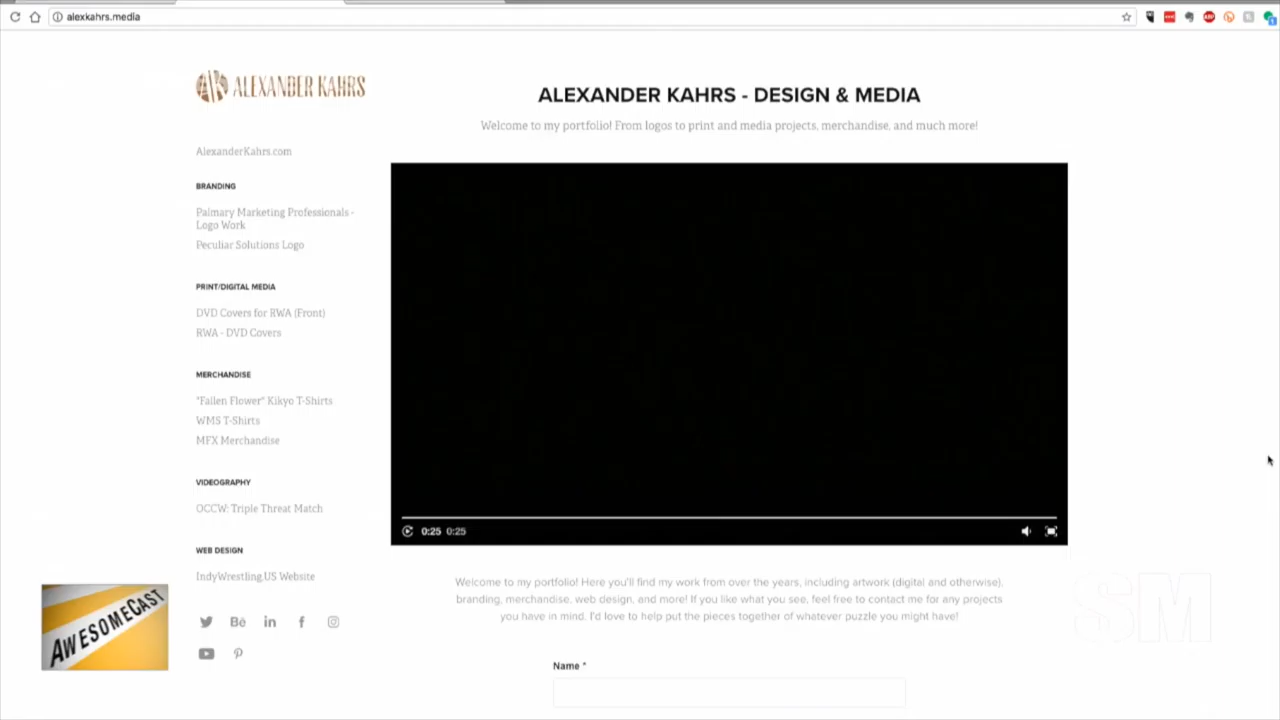 alexkahrs.media
AK ALEXANDER KAHRS
AlexanderKahrs.com
BRANDING
Palmary Marketing Professionals -
Logo Work
Peculiar Solutions Logo
PRINT/DIGITAL MEDIA
DVD Covers for RWA (Front)
RWA - DVD Covers
MERCHANDISE
"Fallen Flower" Kikyo T-Shirts
WMS T-Shirts
MFX Merchandise
VIDEOGRAPHY
OCCW: Triple Threat Match
WEB DESIGN
IndyWrestling.US Website
Bē in f
AWESOMECAST
ALEXANDER KAHRS - DESIGN & MEDIA
Welcome to my portfolio! From logos to print and media projects, merchandise, and much more!
0:25 0:25
Welcome to my portfolio! Here you'll find my work from over the years, including artwork (digital and otherwise),
branding, merchandise, web design, and more! If you like what you see, feel free to contact me for any projects
you have in mind. I'd love to help put the pieces together of whatever puzzle you might have!
Name *
SM